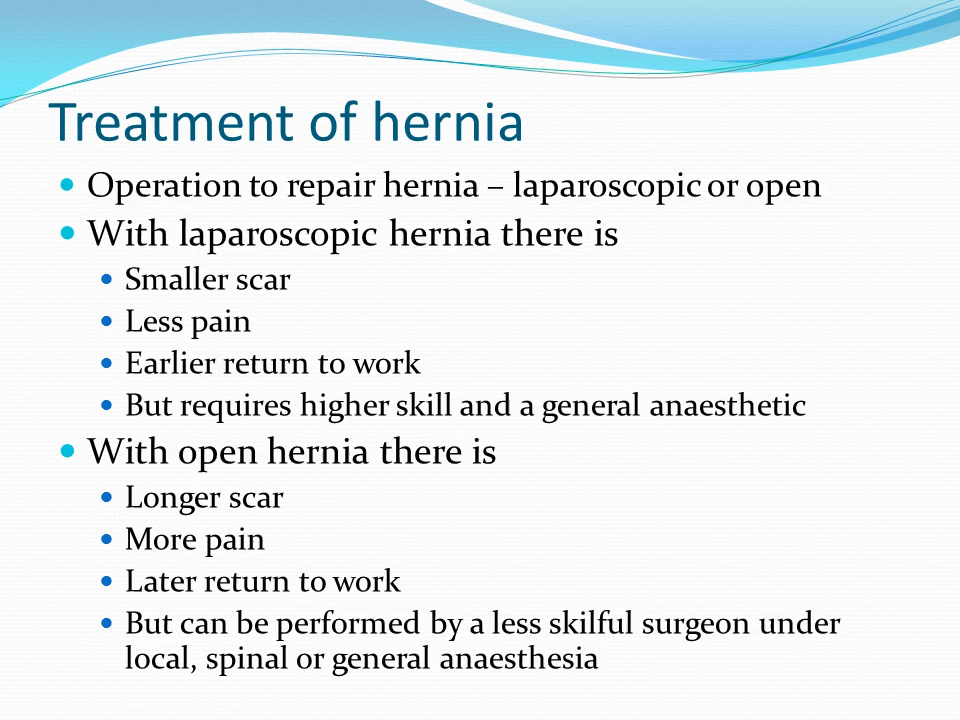 Treatment of hernia
Operation to repair hernia – laparoscopic or open
With laparoscopic hernia there is
Smaller scar
Less pain
Earlier return to work
But requires higher skill and a general anaesthetic
With open hernia there is
Longer scar
More pain
Later return to work
But can be performed by a less skilful surgeon under
local, spinal or general anaesthesia